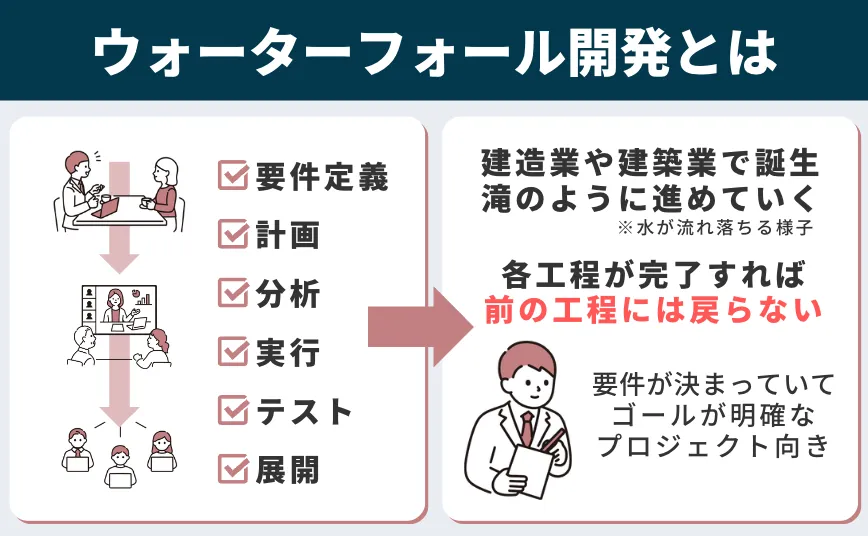 ウォーターフォール開発とは
要件定義
計画
分析
実行
テスト
展開
建造業や建築業で誕生
滝のように進めていく
※水が流れ落ちる様子
各工程が完了すれば
前の工程には戻らない
要件が決まっていて
ゴールが明確な
プロジェクト向き